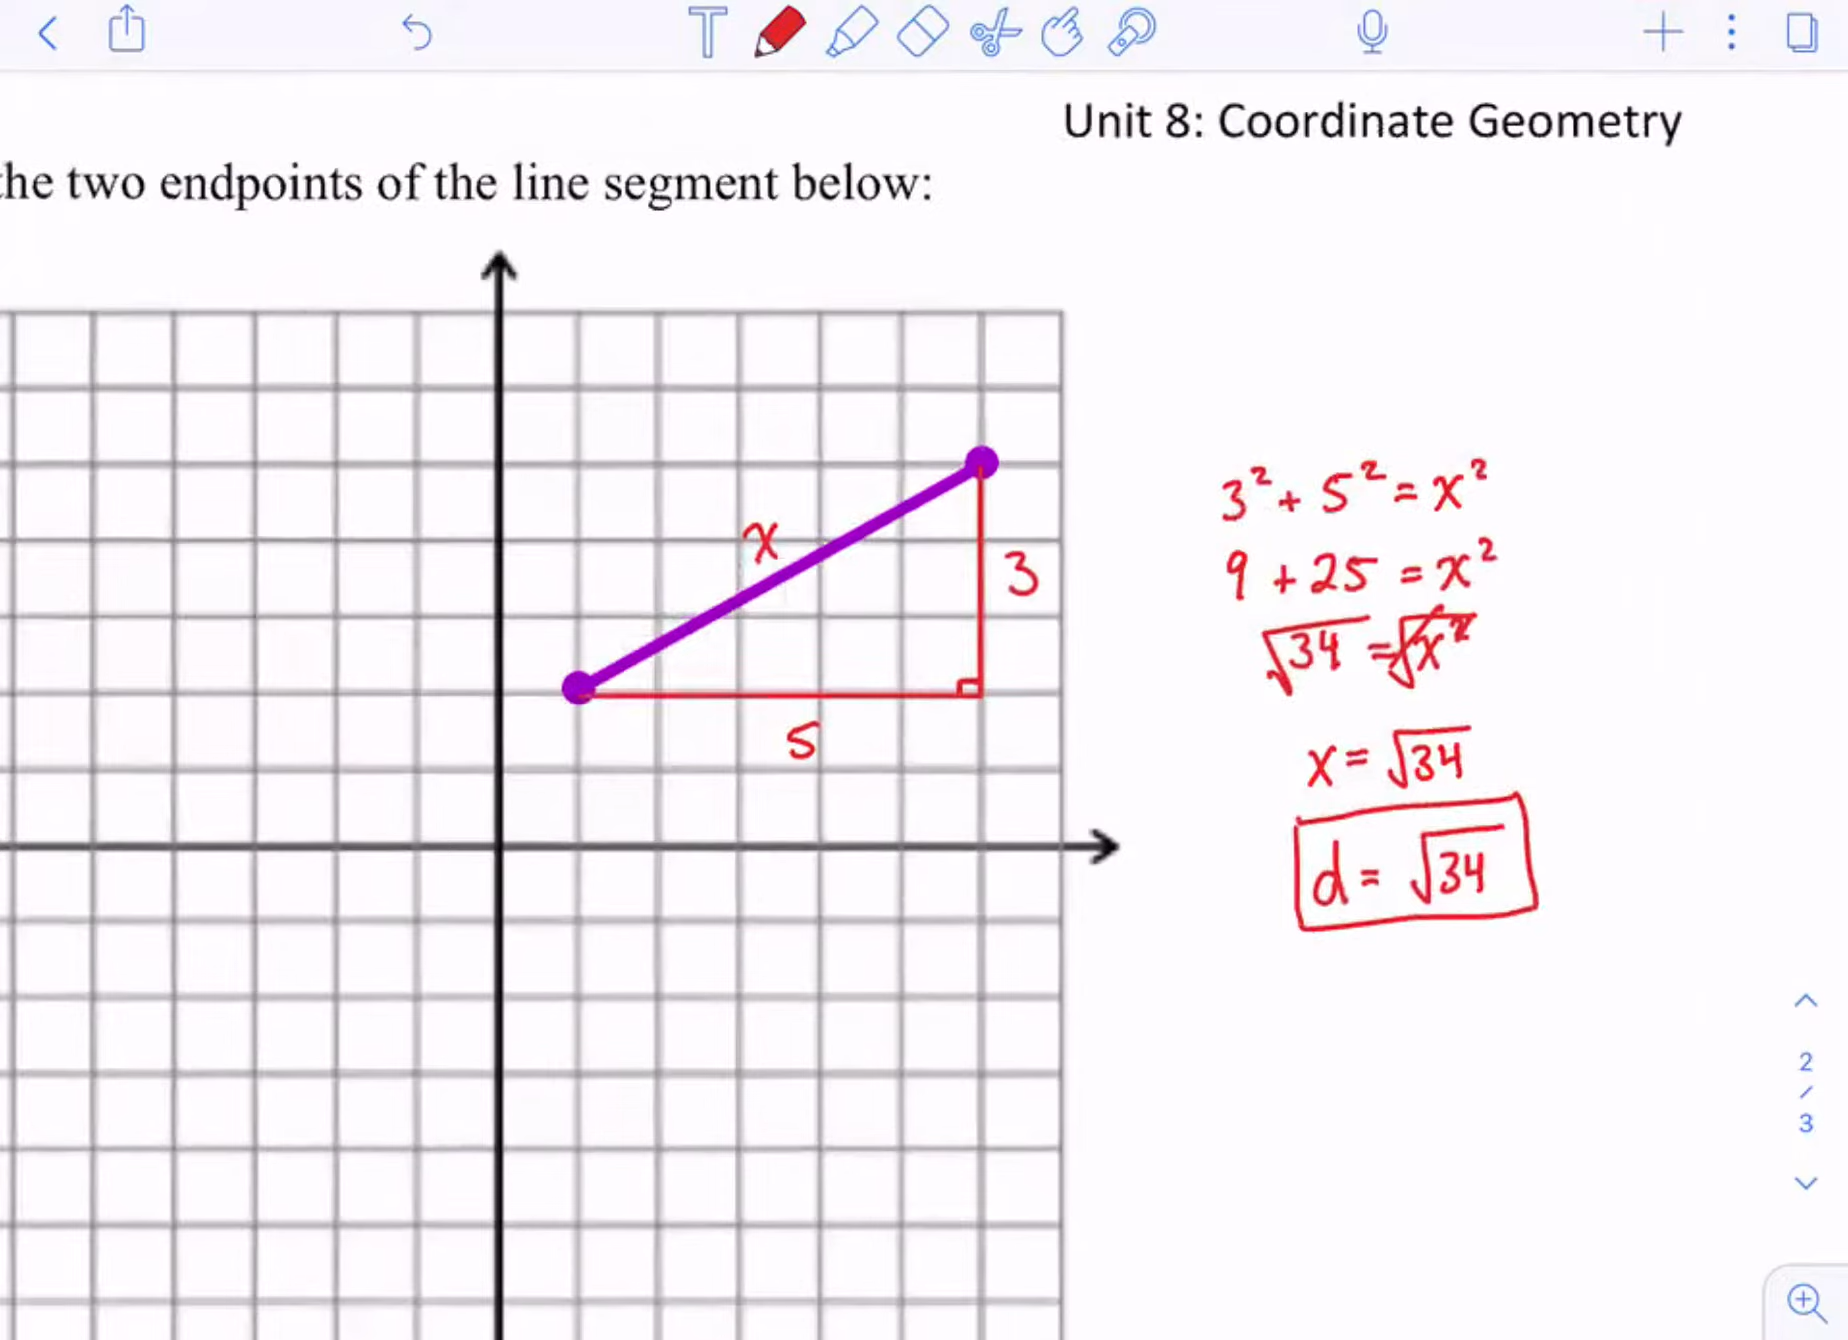 T
Unit 8: Coordinate Geometry
the two endpoints of the line segment below:
x
3
5
3² + 5² = x²
9 + 25 = x²
√34 = √x²
x = √34
d = √34
2
/
3